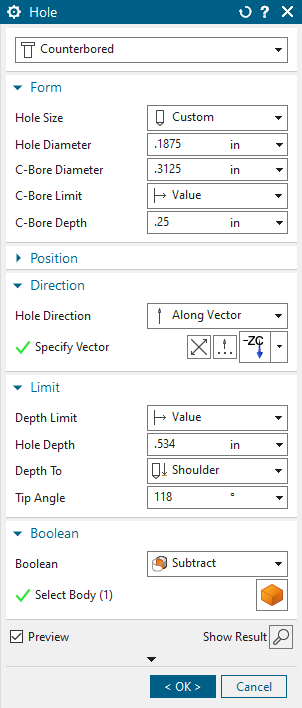 Hole ?
Counterbored
Form
Hole Size Custom
Hole Diameter .1875 in
C-Bore Diameter .3125 in
C-Bore Limit Value
C-Bore Depth .25 in
Position
Direction
Hole Direction Along Vector
Specify Vector -ZC
Limit
Depth Limit Value
Hole Depth .534 in
Depth To Shoulder
Tip Angle 118 °
Boolean
Boolean Subtract
Select Body (1)
Preview Show Result
< OK > Cancel